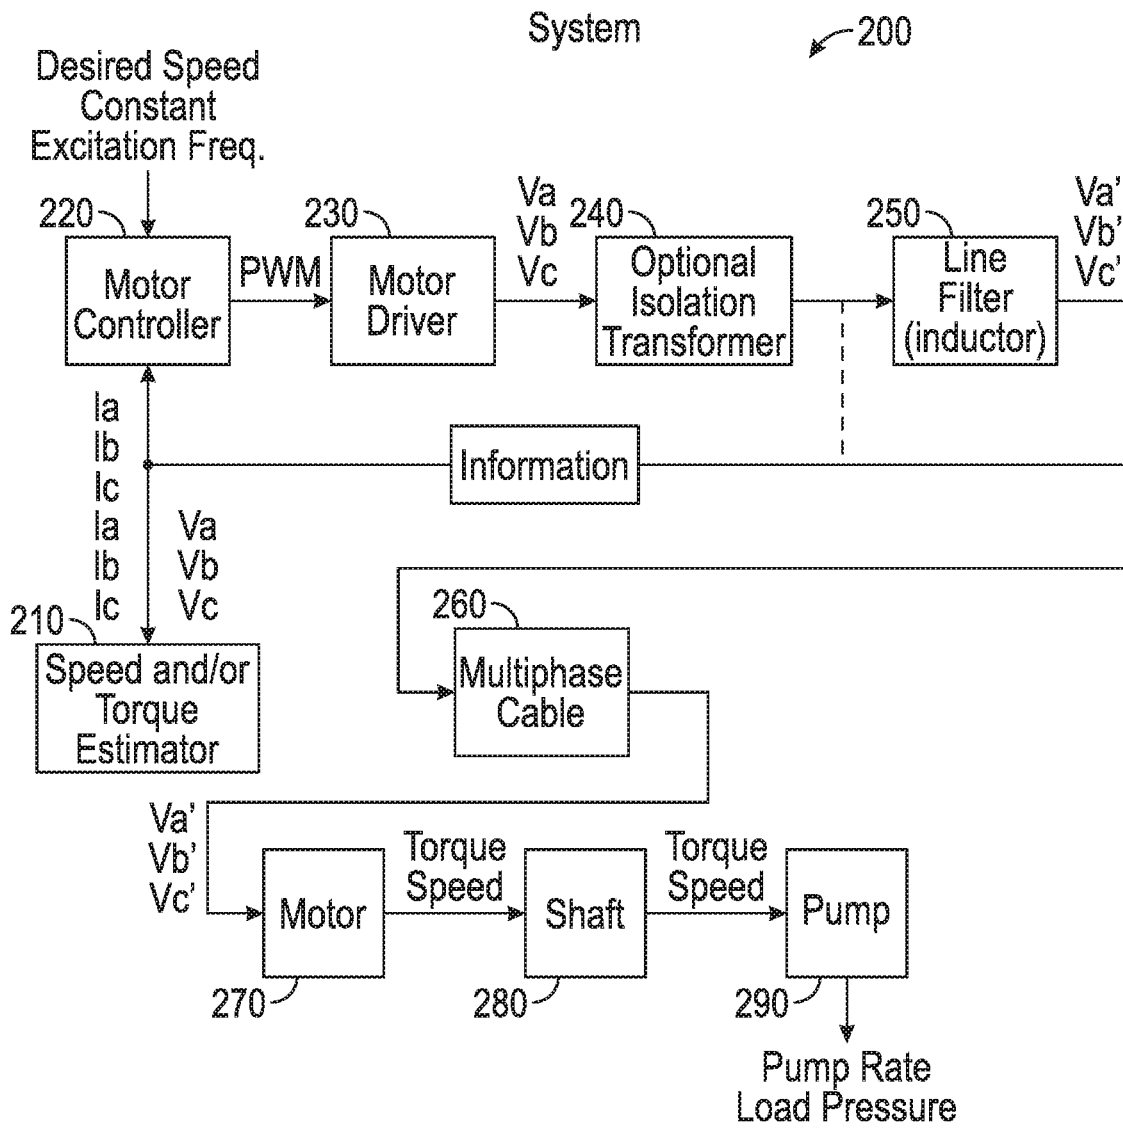 System
200
Desired Speed
Constant
Excitation Freq.
220
Motor
Controller
PWM
230
Motor
Driver
Va
Vb
Vc
240
Optional
Isolation
Transformer
250
Line
Filter
(inductor)
Va'
Vb'
Vc'
Ia
Ib
Ic
Information
Ia
Ib
Ic
Va
Vb
Vc
210
Speed and/or
Torque
Estimator
260
Multiphase
Cable
Va'
Vb'
Vc'
Motor
270
Torque
Speed
Shaft
280
Torque
Speed
Pump
290
Pump Rate
Load Pressure